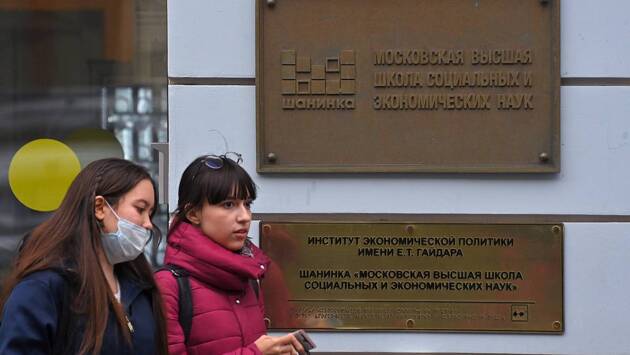 шанинка
МОСКОВСКАЯ ВЫСШАЯ
ШКОЛА СОЦИАЛЬНЫХ И
ЭКОНОМИЧЕСКИХ НАУК
ИНСТИТУТ ЭКОНОМИЧЕСКОЙ ПОЛИТИКИ
ИМЕНИ Е.Т. ГАЙДАРА
ШАНИНКА «МОСКОВСКАЯ ВЫСШАЯ ШКОЛА
СОЦИАЛЬНЫХ И ЭКОНОМИЧЕСКИХ НАУК»